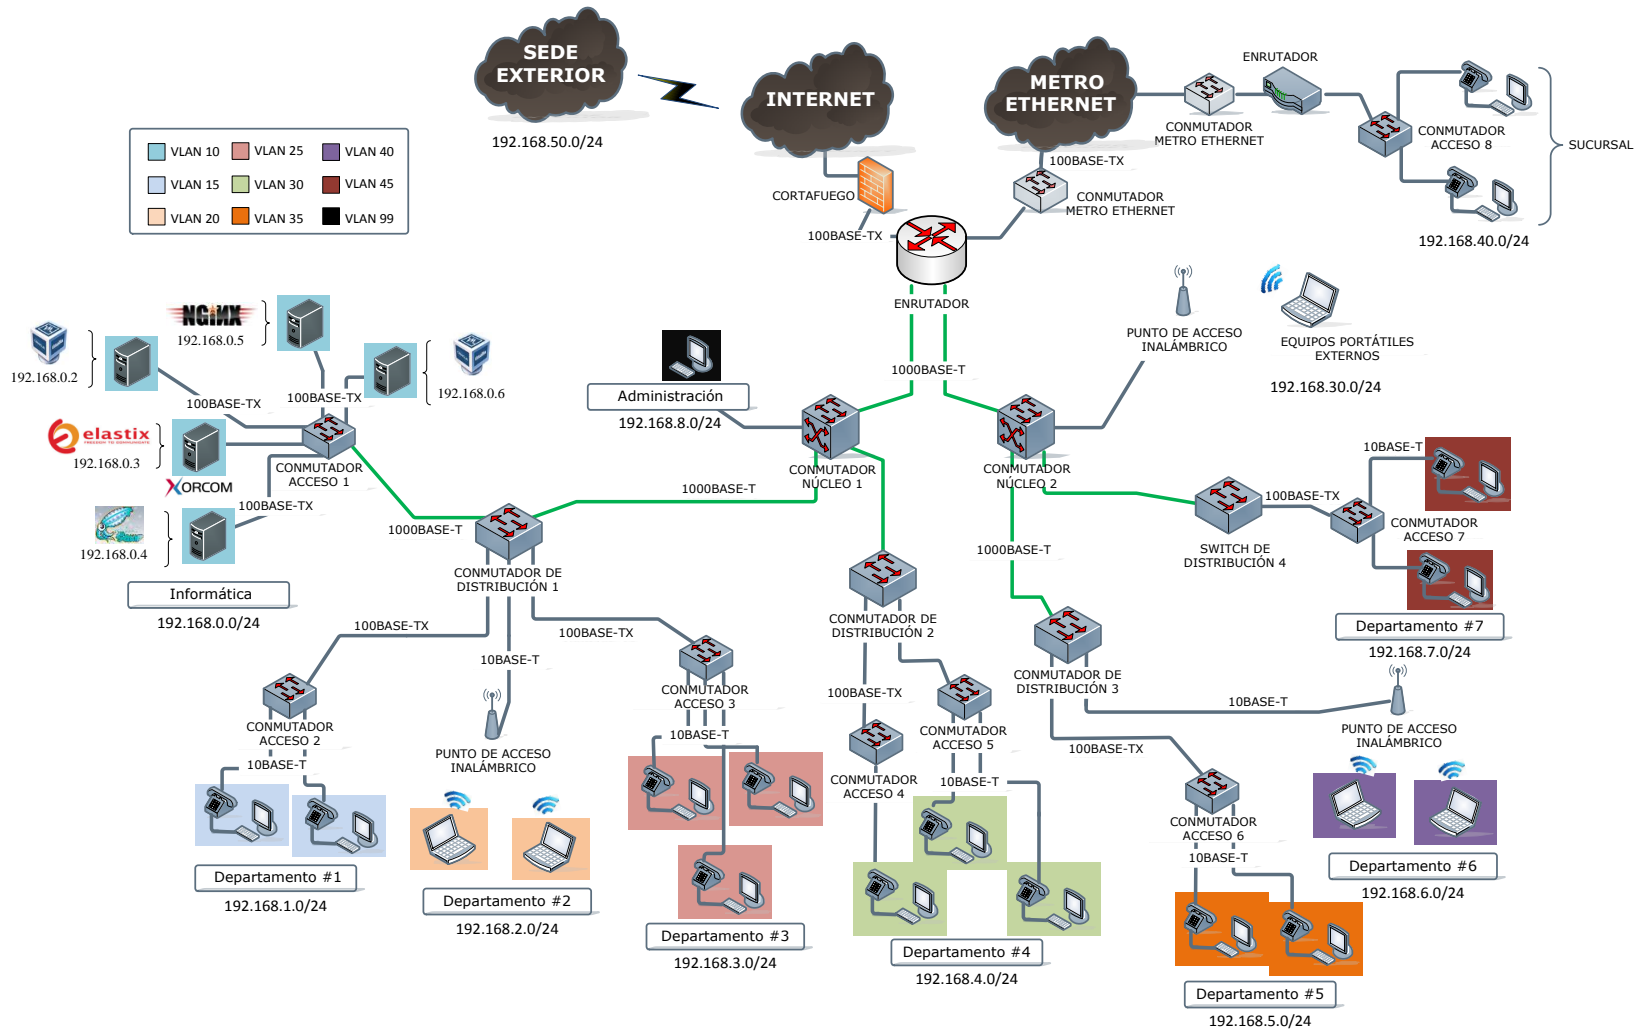 SEDE
EXTERIOR
192.168.50.0/24
INTERNET
METRO
ETHERNET
CONMUTADOR
METRO ETHERNET
ENRUTADOR
CONMUTADOR
ACCESO 8
SUCURSAL
192.168.40.0/24
100BASE-TX
CONMUTADOR
METRO ETHERNET
CORTAFUEGO
100BASE-TX
ENRUTADOR
VLAN 10
VLAN 25
VLAN 40
VLAN 15
VLAN 30
VLAN 45
VLAN 20
VLAN 35
VLAN 99
NGiNX
192.168.0.5
192.168.0.2
192.168.0.6
100BASE-TX
100BASE-TX
elastix
192.168.0.3
XORCOM
CONMUTADOR
ACCESO 1
100BASE-TX
192.168.0.4
Informática
192.168.0.0/24
Administración
192.168.8.0/24
1000BASE-T
PUNTO DE ACCESO
INALÁMBRICO
EQUIPOS PORTÁTILES
EXTERNOS
192.168.30.0/24
CONMUTADOR
NÚCLEO 1
CONMUTADOR
NÚCLEO 2
1000BASE-T
1000BASE-T
CONMUTADOR DE
DISTRIBUCIÓN 1
1000BASE-T
100BASE-TX
SWITCH DE
DISTRIBUCIÓN 4
10BASE-T
CONMUTADOR
ACCESO 7
Departamento #7
192.168.7.0/24
CONMUTADOR DE
DISTRIBUCIÓN 2
CONMUTADOR DE
DISTRIBUCIÓN 3
100BASE-TX
10BASE-T
100BASE-TX
CONMUTADOR
ACCESO 2
10BASE-T
PUNTO DE ACCESO
INALÁMBRICO
CONMUTADOR
ACCESO 3
10BASE-T
100BASE-TX
CONMUTADOR
ACCESO 4
CONMUTADOR
ACCESO 5
10BASE-T
100BASE-TX
10BASE-T
PUNTO DE ACCESO
INALÁMBRICO
CONMUTADOR
ACCESO 6
10BASE-T
Departamento #1
192.168.1.0/24
Departamento #2
192.168.2.0/24
Departamento #3
192.168.3.0/24
Departamento #4
192.168.4.0/24
Departamento #5
192.168.5.0/24
Departamento #6
192.168.6.0/24